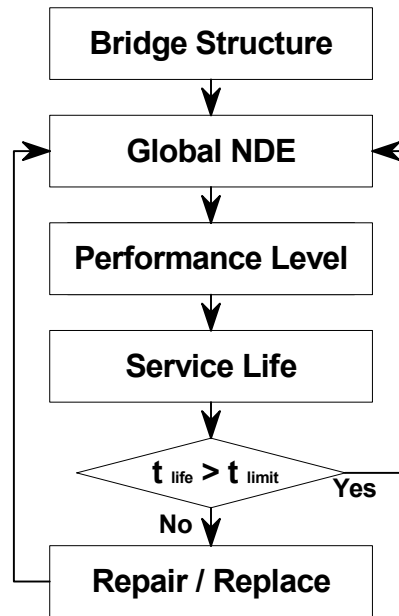 Bridge Structure
Global NDE
Performance Level
Service Life
t life > t limit
Yes
No
Repair / Replace